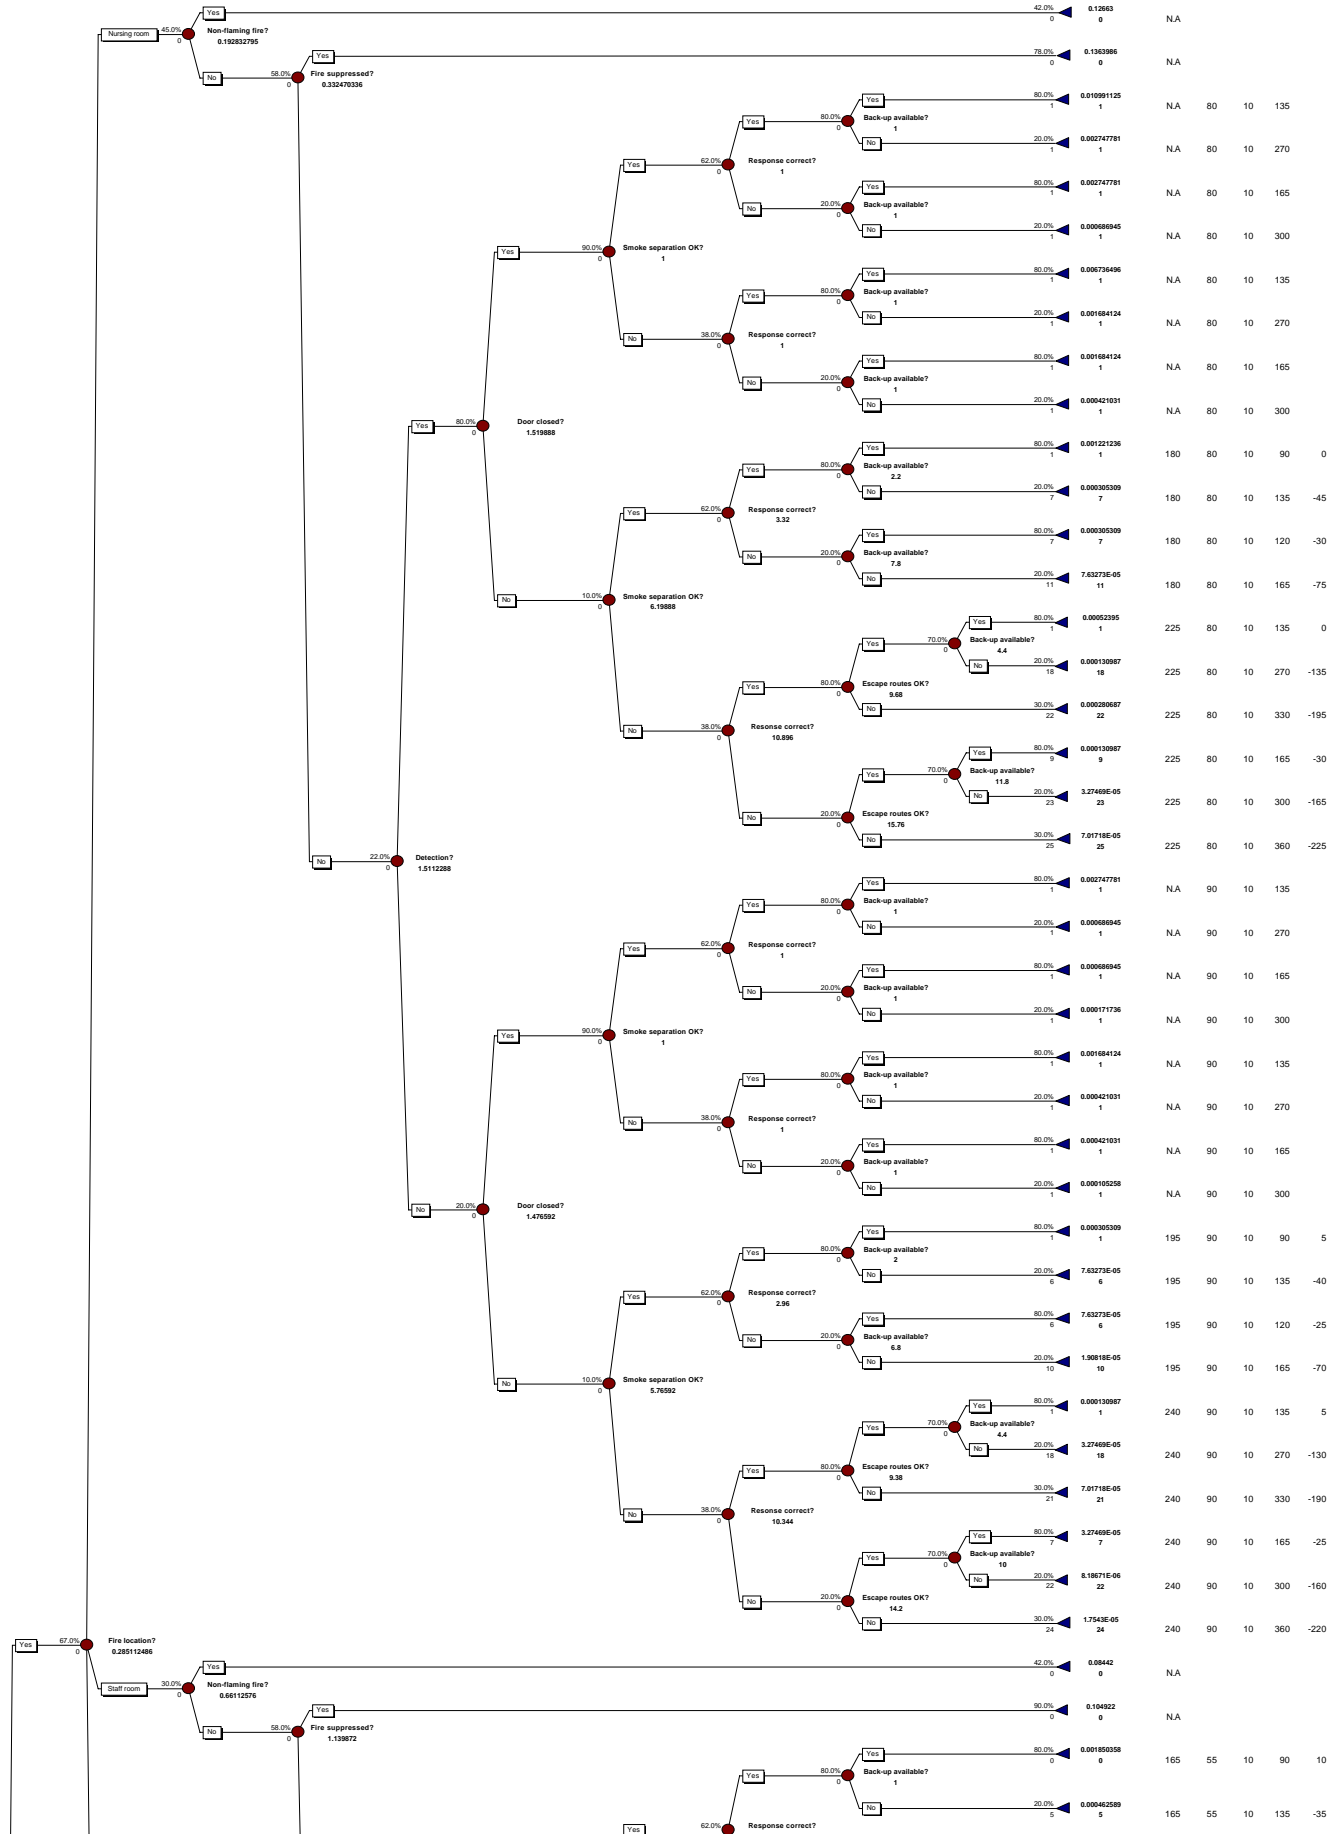 Yes 42.0% 0.12663
0 0 N.A
Nursing room 45.0% Non-flaming fire?
0 0.192832795
Yes 78.0% 0.1363986
0 0 N.A
No 58.0% Fire suppressed?
0 0.332470336
Yes 80.0% 0.010991125
1 1 N.A 80 10 135
Yes 80.0% Back-up available?
0 1
No 20.0% 0.002747781
1 1 N.A 80 10 270
Yes 62.0% Response correct?
0 1
Yes 80.0% 0.002747781
1 1 N.A 80 10 165
No 20.0% Back-up available?
0 1
No 20.0% 0.000686945
1 1 N.A 80 10 300
Yes 90.0% Smoke separation OK?
0 1
Yes 80.0% 0.006736496
1 1 N.A 80 10 135
Yes 80.0% Back-up available?
0 1
No 20.0% 0.001684124
1 1 N.A 80 10 270
No 38.0% Response correct?
0 1
Yes 80.0% 0.001684124
1 1 N.A 80 10 165
No 20.0% Back-up available?
0 1
No 20.0% 0.000421031
1 1 N.A 80 10 300
Yes 80.0% Door closed?
0 1.519888
Yes 80.0% 0.001221236
1 1 180 80 10 90 0
Yes 80.0% Back-up available?
0 2.2
No 20.0% 0.000305309
7 7 180 80 10 135 -45
Yes 62.0% Response correct?
0 3.32
Yes 80.0% 0.000305309
7 7 180 80 10 120 -30
No 20.0% Back-up available?
0 7.8
No 20.0% 7.63273E-05
11 11 180 80 10 165 -75
No 10.0% Smoke separation OK?
0 6.19888
Yes 80.0% 0.00052395
1 1 225 80 10 135 0
Yes 70.0% Back-up available?
0 4.4
No 20.0% 0.000130987
18 18 225 80 10 270 -135
Yes 80.0% Escape routes OK?
0 9.68
No 30.0% 0.000280687
22 22 225 80 10 330 -195
No 38.0% Resonse correct?
0 10.896
Yes 80.0% 0.000130987
9 9 225 80 10 165 -30
Yes 70.0% Back-up available?
0 11.8
No 20.0% 3.27469E-05
23 23 225 80 10 300 -165
No 20.0% Escape routes OK?
0 15.76
No 30.0% 7.01718E-05
25 25 225 80 10 360 -225
No 22.0% Detection?
0 1.5112288
Yes 80.0% 0.002747781
1 1 N.A 90 10 135
Yes 80.0% Back-up available?
0 1
No 20.0% 0.000686945
1 1 N.A 90 10 270
Yes 62.0% Response correct?
0 1
Yes 80.0% 0.000686945
1 1 N.A 90 10 165
No 20.0% Back-up available?
0 1
No 20.0% 0.000171736
1 1 N.A 90 10 300
Yes 90.0% Smoke separation OK?
0 1
Yes 80.0% 0.001684124
1 1 N.A 90 10 135
Yes 80.0% Back-up available?
0 1
No 20.0% 0.000421031
1 1 N.A 90 10 270
No 38.0% Response correct?
0 1
Yes 80.0% 0.000421031
1 1 N.A 90 10 165
No 20.0% Back-up available?
0 1
No 20.0% 0.000105258
1 1 N.A 90 10 300
No 20.0% Door closed?
0 1.476592
Yes 80.0% 0.000305309
1 1 195 90 10 90 5
Yes 80.0% Back-up available?
0 2
No 20.0% 7.63273E-05
6 6 195 90 10 135 -40
Yes 62.0% Response correct?
0 2.96
Yes 80.0% 7.63273E-05
6 6 195 90 10 120 -25
No 20.0% Back-up available?
0 6.8
No 20.0% 1.90818E-05
10 10 195 90 10 165 -70
No 10.0% Smoke separation OK?
0 5.76592
Yes 80.0% 0.000130987
1 1 240 90 10 135 5
Yes 70.0% Back-up available?
0 4.4
No 20.0% 3.27469E-05
18 18 240 90 10 270 -130
Yes 80.0% Escape routes OK?
0 9.38
No 30.0% 7.01718E-05
21 21 240 90 10 330 -190
No 38.0% Resonse correct?
0 10.344
Yes 80.0% 3.27469E-05
7 7 240 90 10 165 -25
Yes 70.0% Back-up available?
0 10
No 20.0% 8.18671E-06
22 22 240 90 10 300 -160
No 20.0% Escape routes OK?
0 14.2
No 30.0% 1.7543E-05
24 24 240 90 10 360 -220
Yes 67.0% Fire location?
0 0.285112486
Yes 42.0% 0.08442
0 0 N.A
Staff room 30.0% Non-flaming fire?
0 0.66112576
Yes 90.0% 0.104922
0 0 N.A
No 58.0% Fire suppressed?
0 1.139872
Yes 80.0% 0.001850358
0 0 165 55 10 90 10
Yes 80.0% Back-up available?
0 1
No 20.0% 0.000462589
5 5 165 55 10 135 -35
Yes 62.0% Response correct?